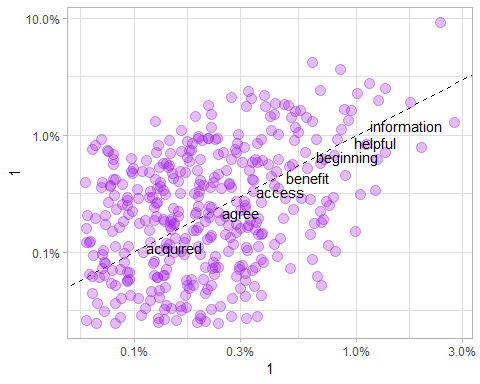 10.0%
information
1.0%
helpful
beginning
benefit
access
agree
acquired
0.1%
1
0.1%
0.3%
1.0%
3.0%
1